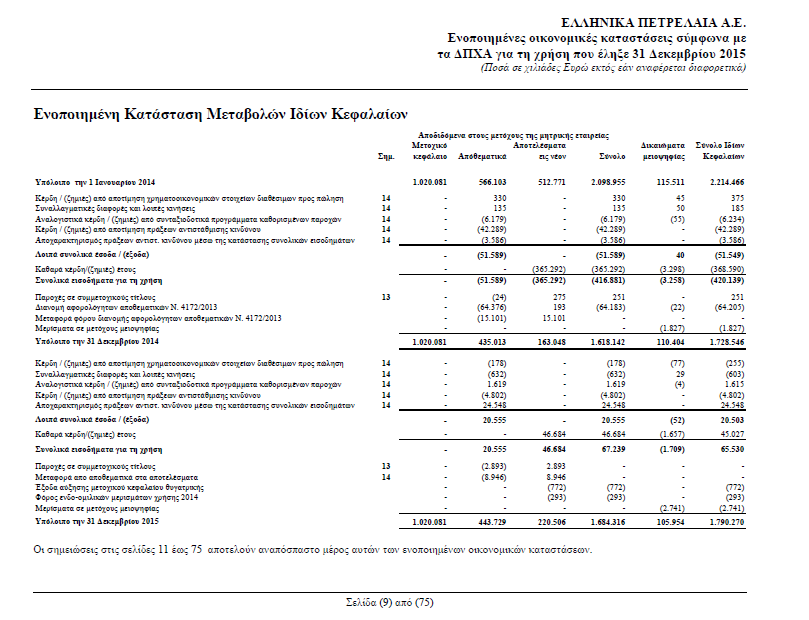 ΕΛΛΗΝΙΚΑ ΠΕΤΡΕΛΑΙΑ Α.Ε.
Ενοποιημένες οικονομικές καταστάσεις σύμφωνα με
τα ΔΠΧΑ για τη χρήση που έληξε 31 Δεκεμβρίου 2015
(Ποσά σε χιλιάδες Ευρώ εκτός εάν αναφέρεται διαφορετικά)
Ενοποιημένη Κατάσταση Μεταβολών Ιδίων Κεφαλαίων
Αποδιδόμενα στους μετόχους της μητρικής εταιρείας
Μετοχικό Αποτελέσματα Δικαιώματα Σύνολο Ιδίων
Σημ. κεφάλαιο Αποθεματικά εις νέον Σύνολο μειοψηφίας Κεφαλαίων
Υπόλοιπο την 1 Ιανουαρίου 2014 1.020.081 566.103 512.771 2.098.955 115.511 2.214.466
Κέρδη / (ζημιές) από αποτίμηση χρηματοοικονομικών στοιχείων διαθέσιμων προς πώληση 14 - 330 - 330 45 375
Συναλλαγματικές διαφορές και λοιπές κινήσεις 14 - 135 - 135 50 185
Αναλογιστικά κέρδη / (ζημιές) από συνταξιοδοτικά προγράμματα καθορισμένων παροχών 14 - (6.179) - (6.179) (55) (6.234)
Κέρδη / (ζημιές) από αποτίμηση πράξεων αντιστάθμισης κινδύνου 14 - (42.289) - (42.289) - (42.289)
Αποχαρακτηρισμός πράξεων αντιστ. κινδύνου μέσω της κατάστασης συνολικών εισοδημάτων 14 - (3.586) - (3.586) - (3.586)
Λοιπά συνολικά έσοδα / (έξοδα) - (51.589) - (51.589) 40 (51.549)
Καθαρά κέρδη/(ζημιές) έτους - - (365.292) (365.292) (3.298) (368.590)
Συνολικά εισοδήματα για τη χρήση - (51.589) (365.292) (416.881) (3.258) (420.139)
Παροχές σε συμμετοχικούς τίτλους 13 - (24) 275 251 - 251
Διανομή αφορολόγητων αποθεματικών Ν. 4172/2013 - (64.376) 193 (64.183) (22) (64.205)
Μεταφορά φόρου διανομής αφορολόγητων αποθεματικών Ν. 4172/2013 - (15.101) 15.101 - - -
Μερίσματα σε μετόχους μειοψηφίας - - - - (1.827) (1.827)
Υπόλοιπο την 31 Δεκεμβρίου 2014 1.020.081 435.013 163.048 1.618.142 110.404 1.728.546
Κέρδη / (ζημιές) από αποτίμηση χρηματοοικονομικών στοιχείων διαθέσιμων προς πώληση 14 - (178) - (178) (77) (255)
Συναλλαγματικές διαφορές και λοιπές κινήσεις 14 - (632) - (632) 29 (603)
Αναλογιστικά κέρδη / (ζημιές) από συνταξιοδοτικά προγράμματα καθορισμένων παροχών 14 - 1.619 - 1.619 (4) 1.615
Κέρδη / (ζημιές) από αποτίμηση πράξεων αντιστάθμισης κινδύνου 14 - (4.802) - (4.802) - (4.802)
Αποχαρακτηρισμός πράξεων αντιστ. κινδύνου μέσω της κατάστασης συνολικών εισοδημάτων 14 - 24.548 - 24.548 - 24.548
Λοιπά συνολικά έσοδα / (έξοδα) - 20.555 - 20.555 (52) 20.503
Καθαρά κέρδη/(ζημιές) έτους - - 46.684 46.684 (1.657) 45.027
Συνολικά εισοδήματα για τη χρήση - 20.555 46.684 67.239 (1.709) 65.530
Παροχές σε συμμετοχικούς τίτλους 13 - (2.893) 2.893 - - -
Μεταφορά απο αποθεματικά στα αποτελέσματα 14 - (8.946) 8.946 - - -
Έξοδα αύξησης μετοχικού κεφαλαίου θυγατρικής - - (772) (772) - (772)
Φόρος ενδο-ομιλικών μερισμάτων χρήσης 2014 - - (293) (293) - (293)
Μερίσματα σε μετόχους μειοψηφίας - - - - (2.741) (2.741)
Υπόλοιπο την 31 Δεκεμβρίου 2015 1.020.081 443.729 220.506 1.684.316 105.954 1.790.270
Οι σημειώσεις στις σελίδες 11 έως 75 αποτελούν αναπόσπαστο μέρος αυτών των ενοποιημένων οικονομικών καταστάσεων.
Σελίδα (9) από (75)